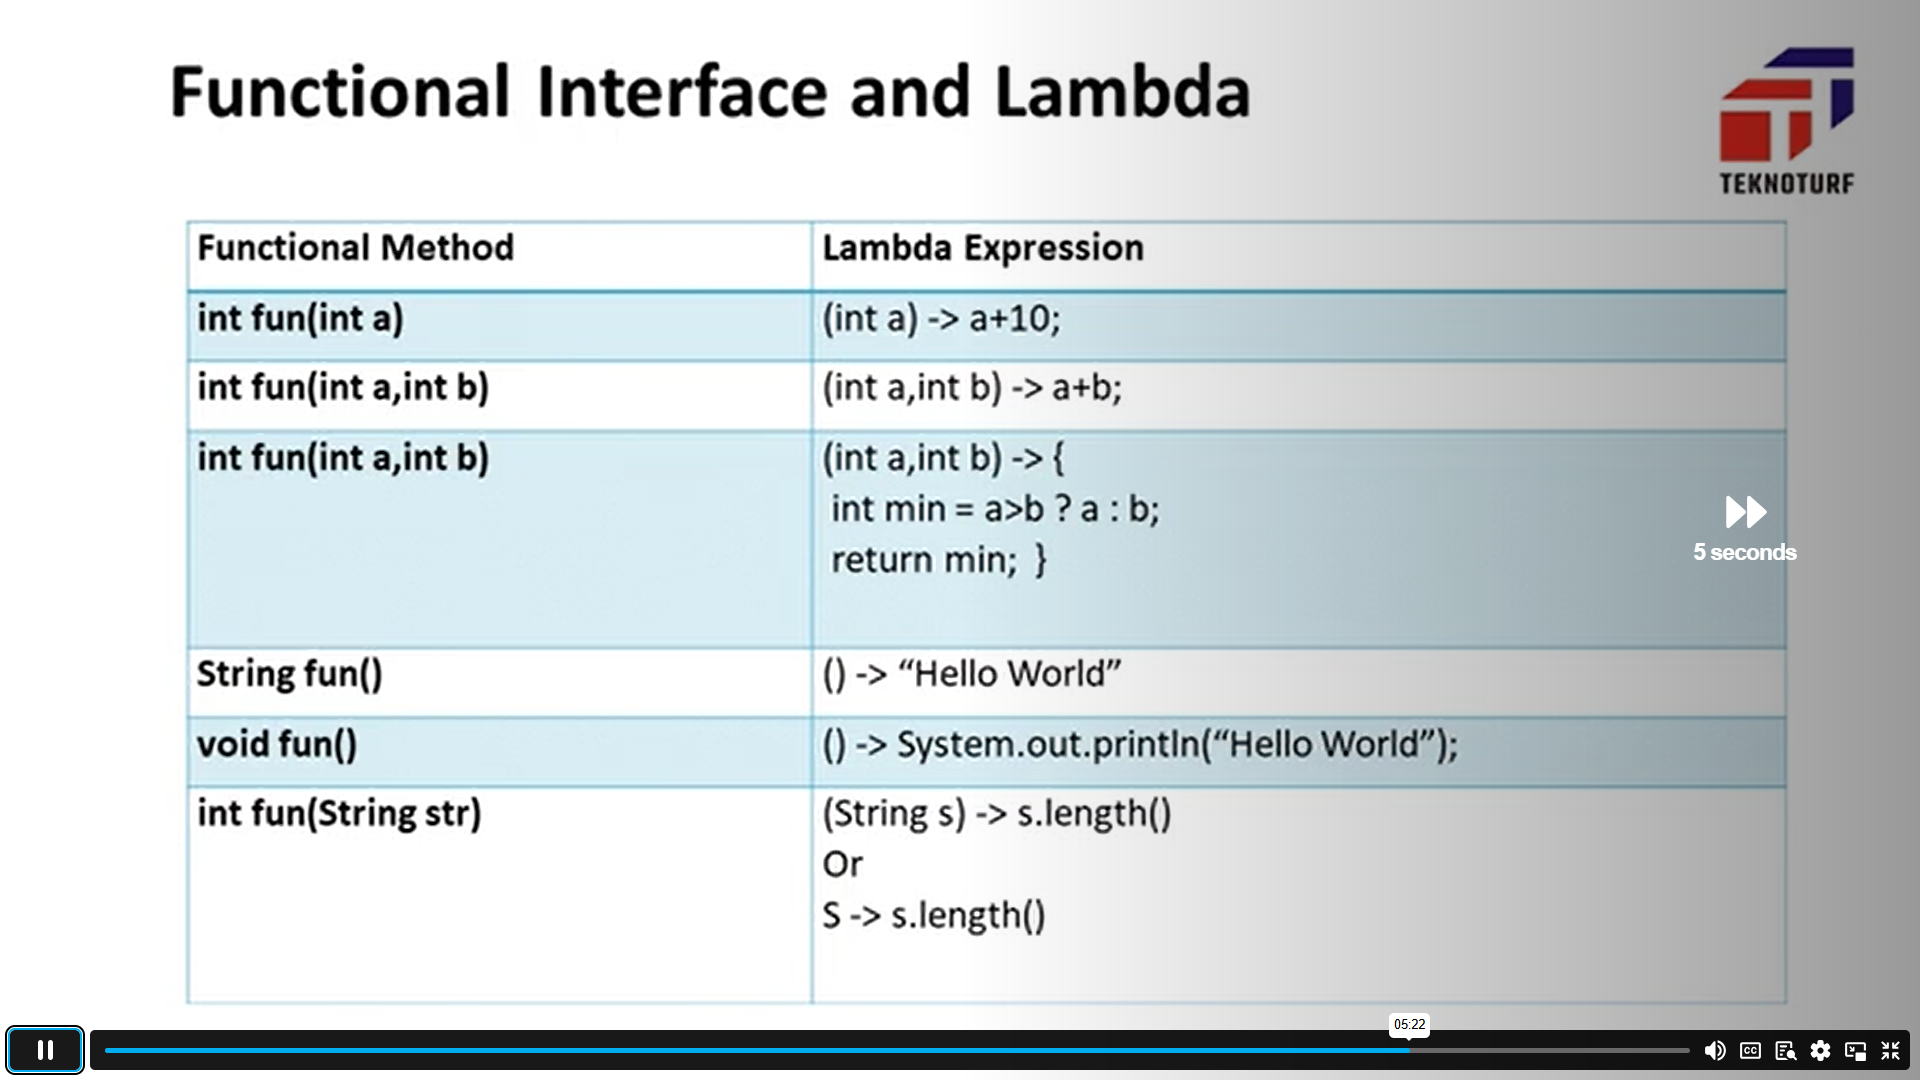 Functional Interface and Lambda
TEKNOTURF
Functional Method
Lambda Expression
int fun(int a)
(int a) -> a+10;
int fun(int a,int b)
(int a,int b) -> a+b;
int fun(int a,int b)
(int a,int b) -> {
int min = a>b ? a : b;
return min; }
5 seconds
String fun()
() -> “Hello World”
void fun()
() -> System.out.println(“Hello World”);
int fun(String str)
(String s) -> s.length()
Or
S -> s.length()
05:22
CC